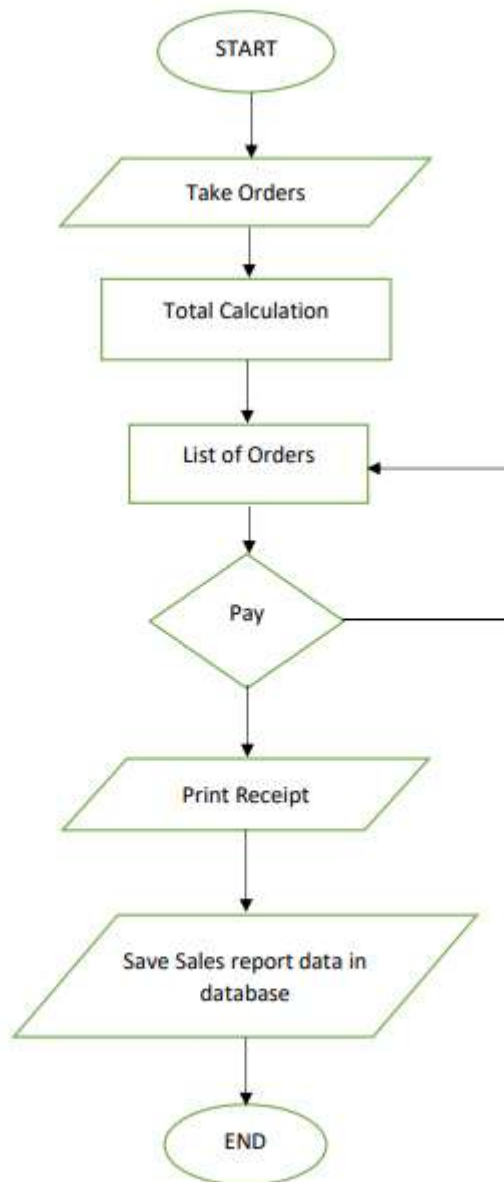 START
Take Orders
Total Calculation
List of Orders
Pay
Print Receipt
Save Sales report data in
database
END